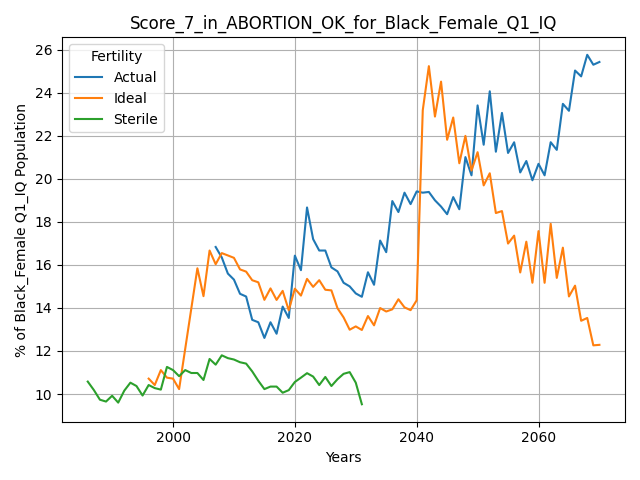 Score_7_in_ABORTION_OK_for_Black_Female_Q1_IQ
Fertility
Actual
Ideal
Sterile
% of Black_Female Q1_IQ Population
26
24
22
20
18
16
14
12
10
2000
2020
2040
2060
Years